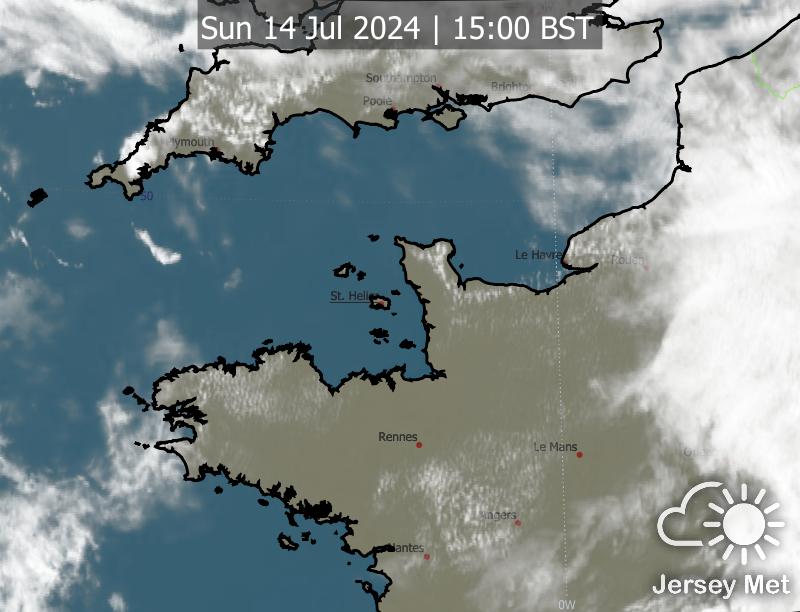 Sun 14 Jul 2024 | 15:00 BST
Southampton
Brighton
Poole
Plymouth
50
Le Havre
Rouen
St. Helier
Rennes
Le Mans
Angers
Nantes
0W
Jersey Met